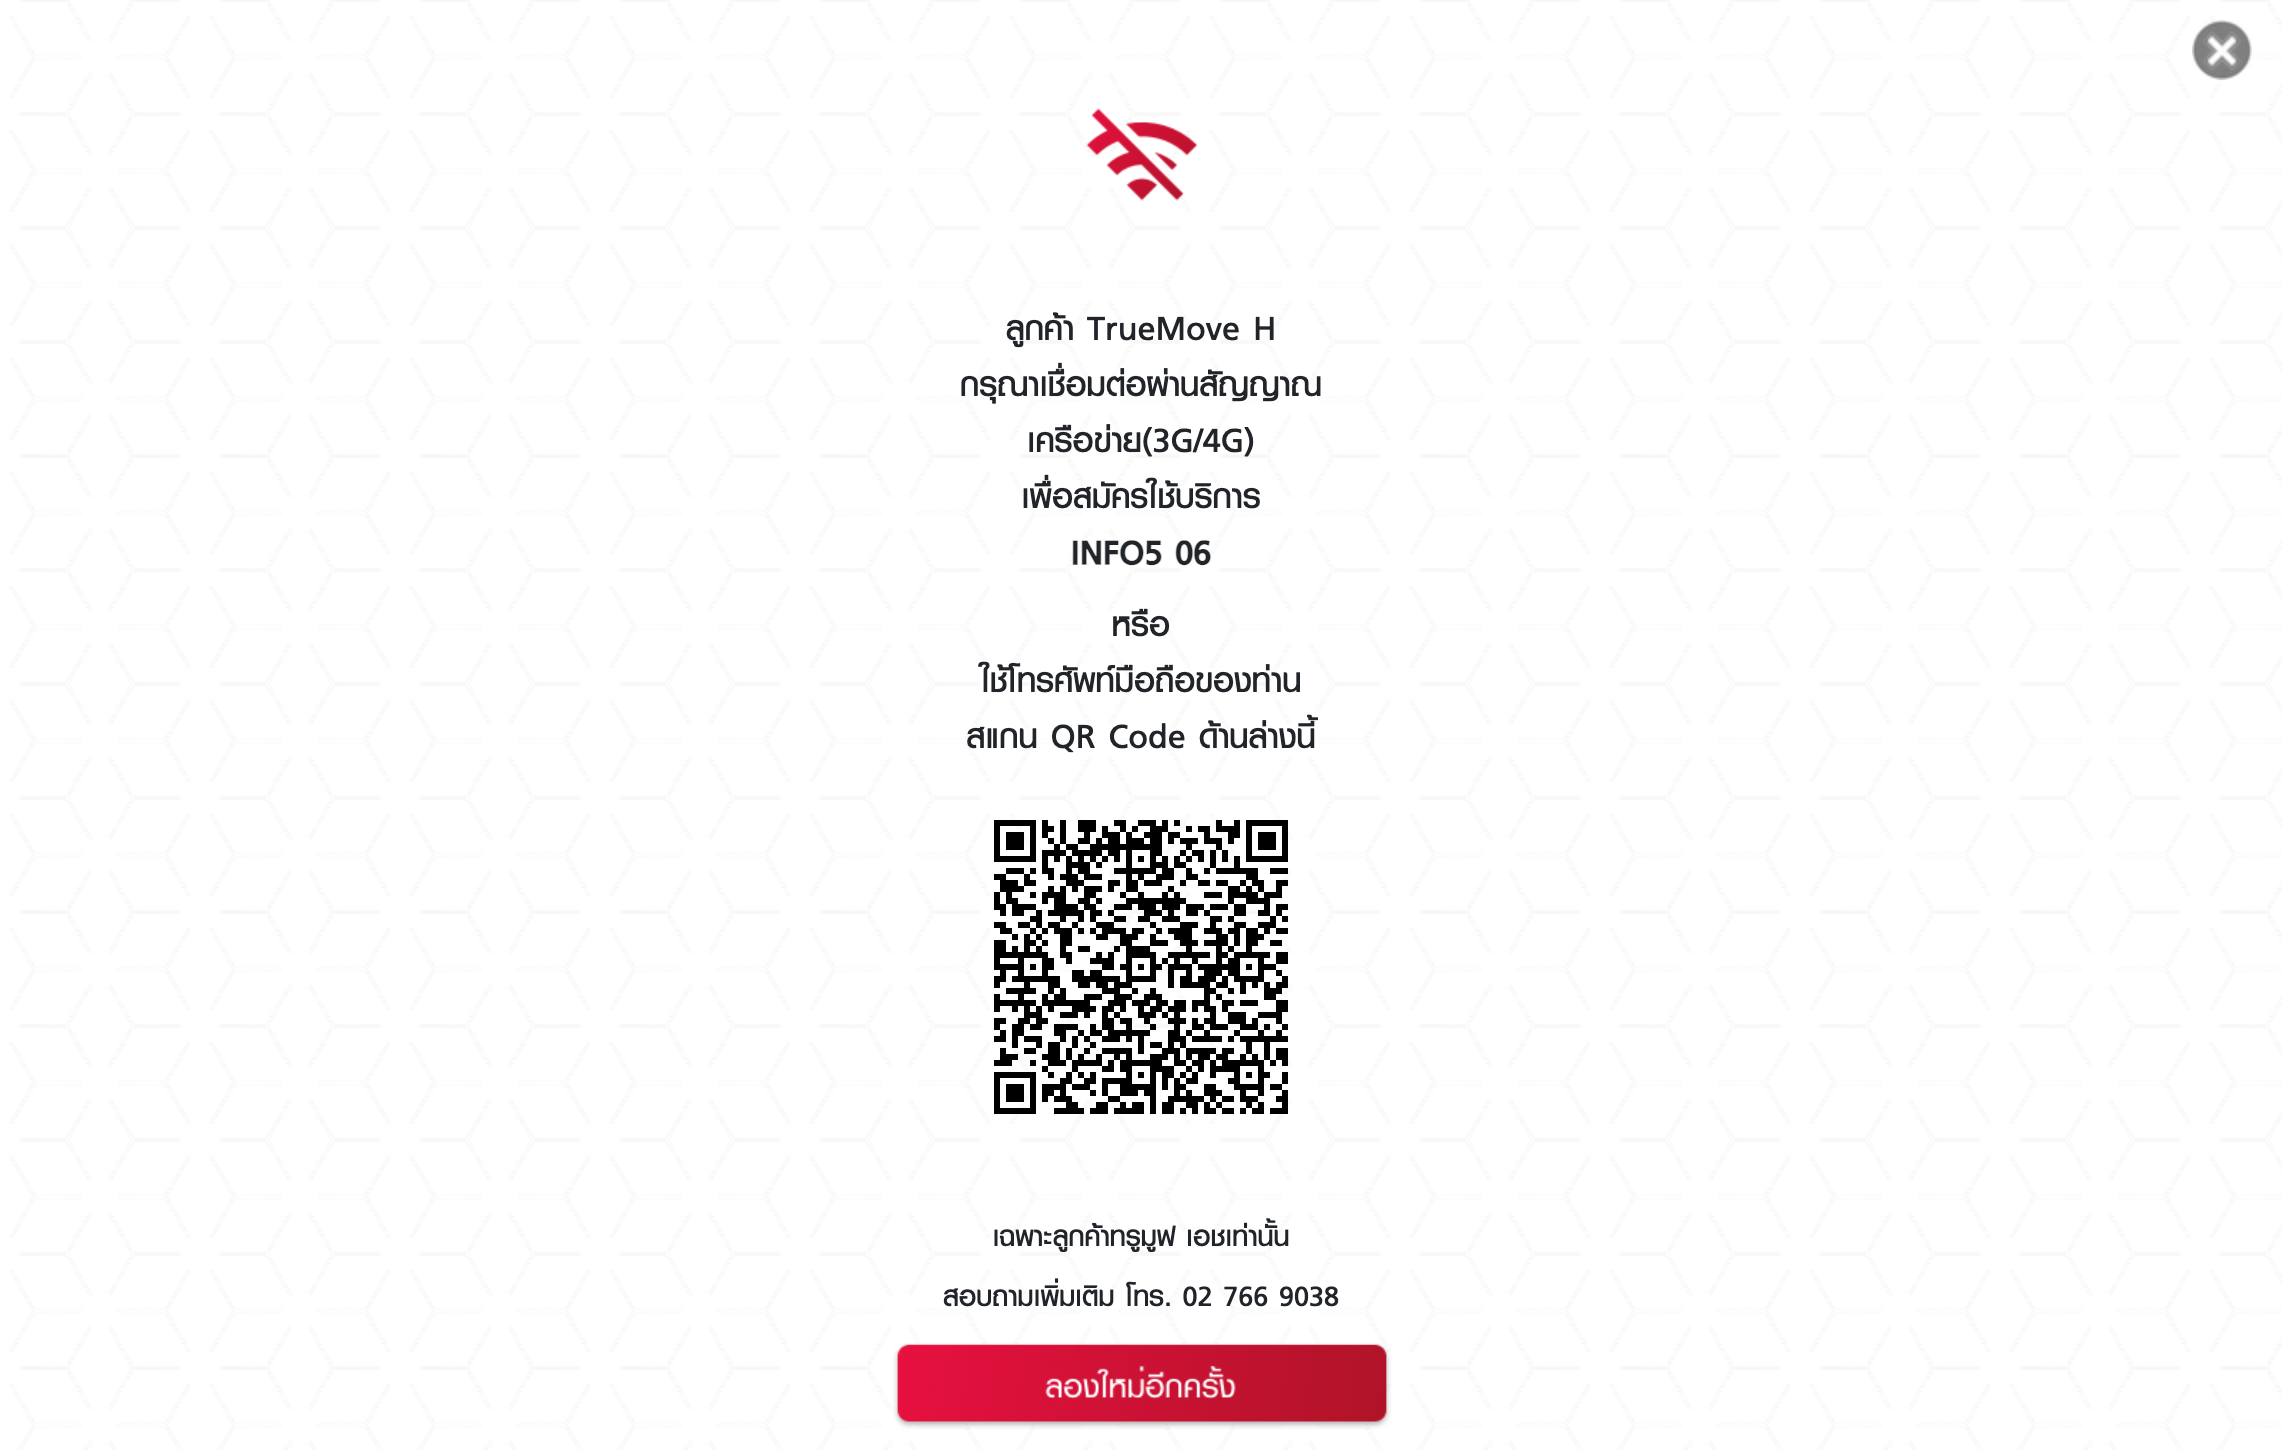 ลูกค้า TrueMove H
กรุณาเชื่อมต่อผ่านสัญญาณ
เครือข่าย(3G/4G)
เพื่อสมัครใช้บริการ
INFO5 06
หรือ
ใช้โทรศัพท์มือถือของท่าน
สแกน QR Code ด้านล่างนี้
เฉพาะลูกค้าทรูมูฟ เอชเท่านั้น
สอบถามเพิ่มเติม โทร. 02 766 9038
ลองใหม่อีกครั้ง